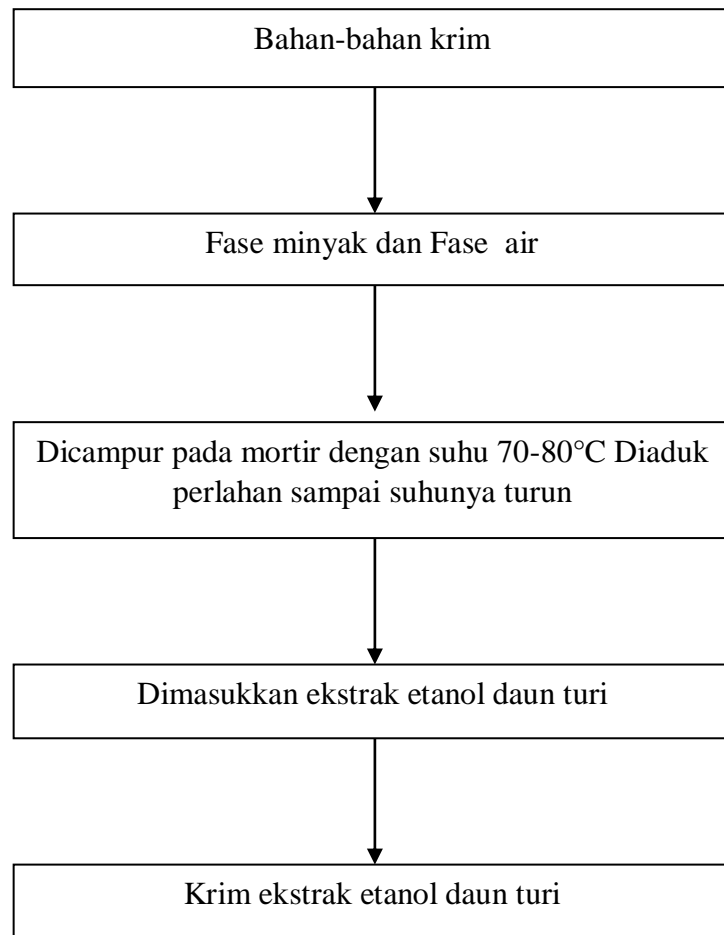 Bahan-bahan krim
Fase minyak dan Fase air
Dicampur pada mortir dengan suhu 70-80°C Diaduk
perlahan sampai suhunya turun
Dimasukkan ekstrak etanol daun turi
Krim ekstrak etanol daun turi